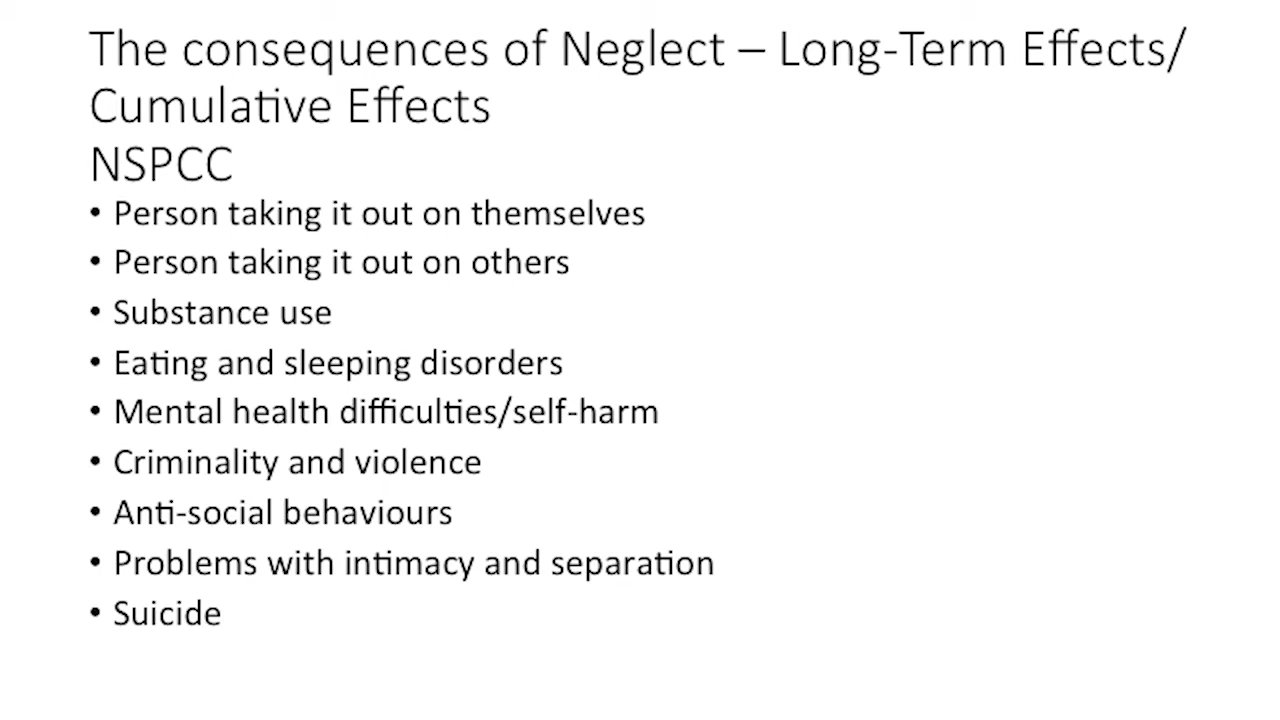 The consequences of Neglect – Long-Term Effects/
Cumulative Effects
NSPCC
• Person taking it out on themselves
• Person taking it out on others
• Substance use
• Eating and sleeping disorders
• Mental health difficulties/self-harm
• Criminality and violence
• Anti-social behaviours
• Problems with intimacy and separation
• Suicide